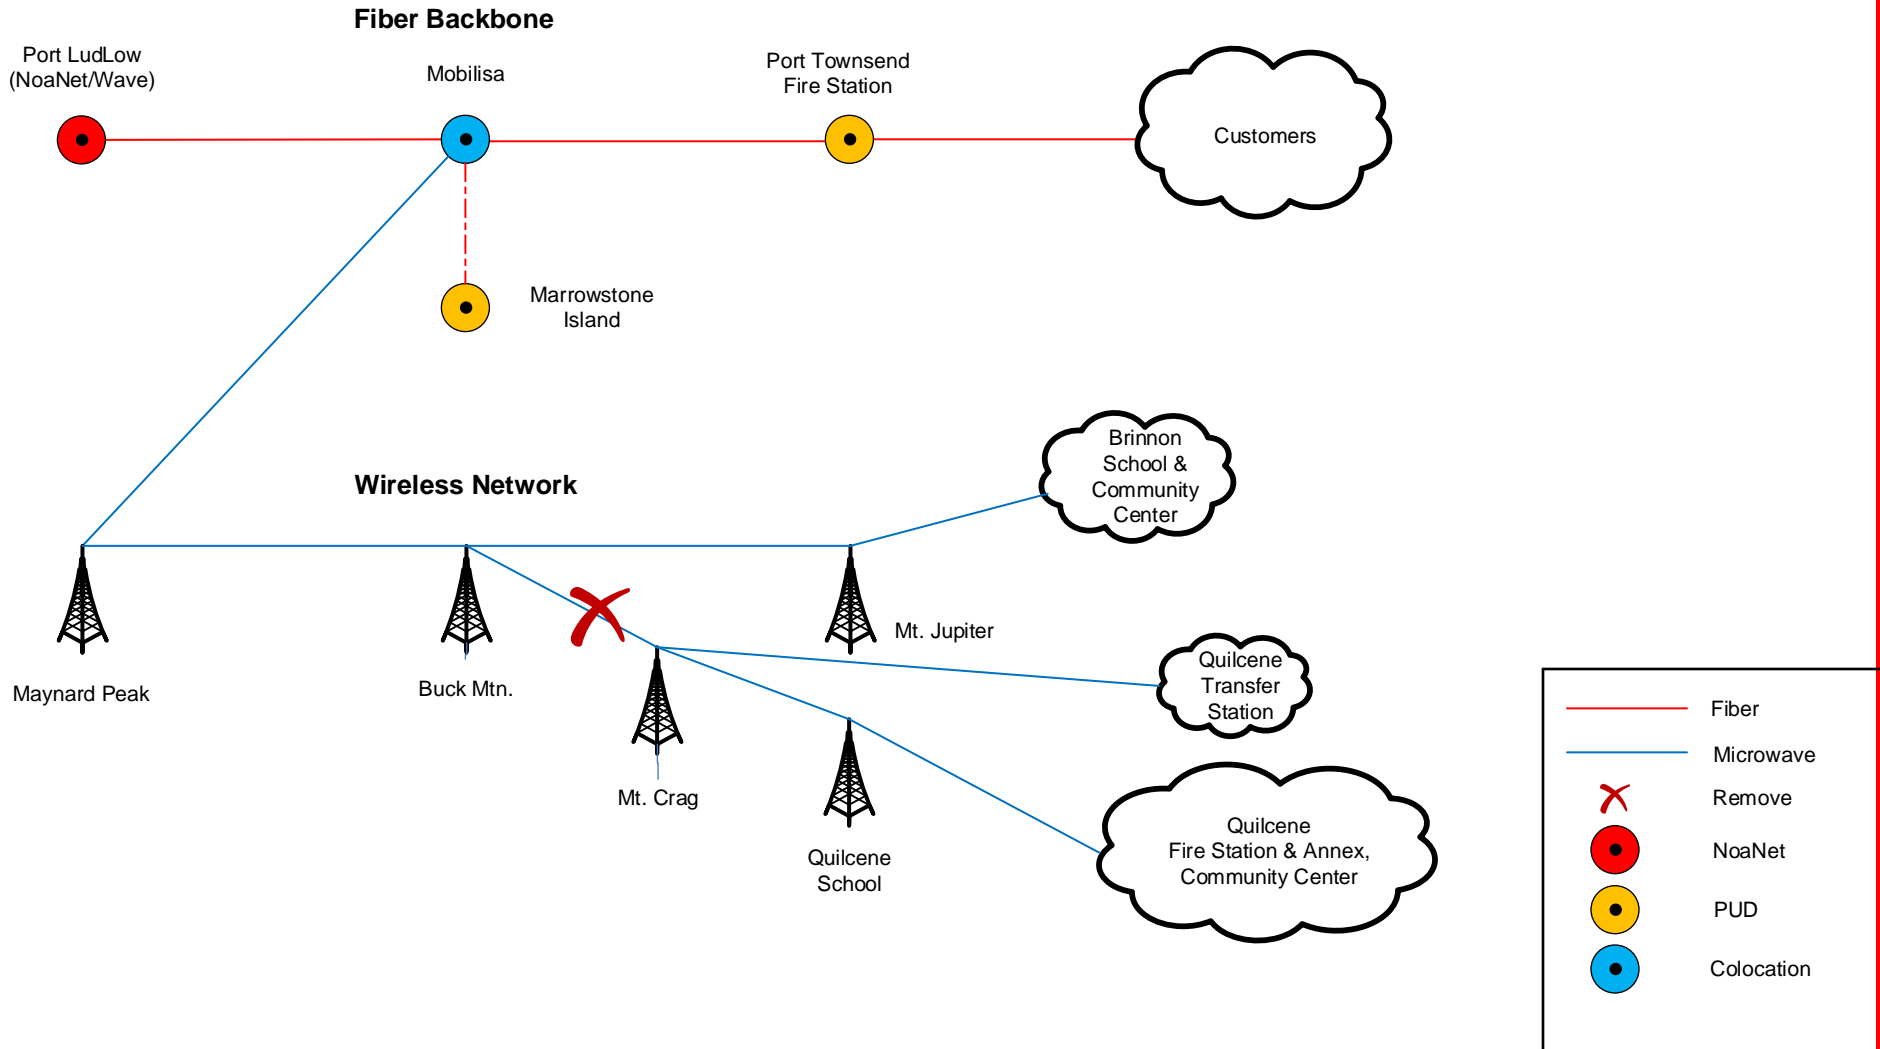 Fiber Backbone
Port LudLow
(NoaNet/Wave)
Mobilisa
Port Townsend
Fire Station
Customers
Marrowstone
Island
Wireless Network
Brinnon
School &
Community
Center
Maynard Peak
Buck Mtn.
Mt. Jupiter
Mt. Crag
Quilcene
School
Quilcene
Transfer
Station
Quilcene
Fire Station & Annex,
Community Center
Fiber
Microwave
Remove
NoaNet
PUD
Colocation